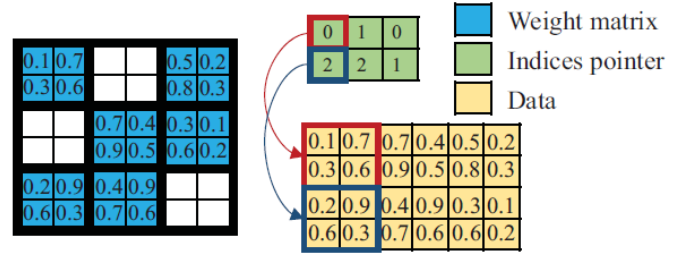 0.1 0.7 0.5 0.2
0.3 0.6 0.8 0.3
0.7 0.4 0.3 0.1
0.9 0.5 0.6 0.2
0.2 0.9 0.4 0.9
0.6 0.3 0.7 0.6
0 1 0
2 2 1
Weight matrix
Indices pointer
Data
0.1 0.7 0.7 0.4 0.5 0.2
0.3 0.6 0.9 0.5 0.8 0.3
0.2 0.9 0.4 0.9 0.3 0.1
0.6 0.3 0.7 0.6 0.6 0.2